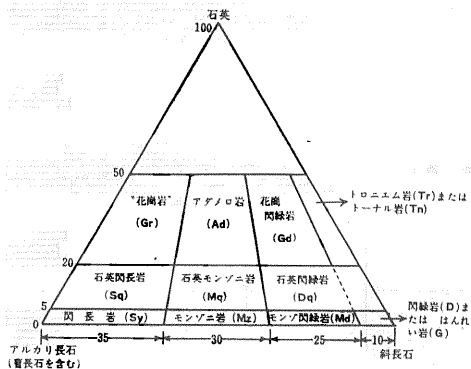 石英
100
50
"花崗岩"
(Gr)
アダメロ岩
(Ad)
花崗
閃緑岩
(Gd)
トロニエム岩(Tr)または
トーナル岩(Tn)
20
石英閃長岩
(Sq)
石英モンゾニ岩
(Mq)
石英閃緑岩
(Dq)
5
閃長岩(Sy)
モンゾニ岩(Mz)
モンゾ閃緑岩(Md)
閃緑岩(D)ま
たは はんれ
い岩(G)
0
35
30
25
10
アルカリ長石
(曹長石を含む)
斜長石